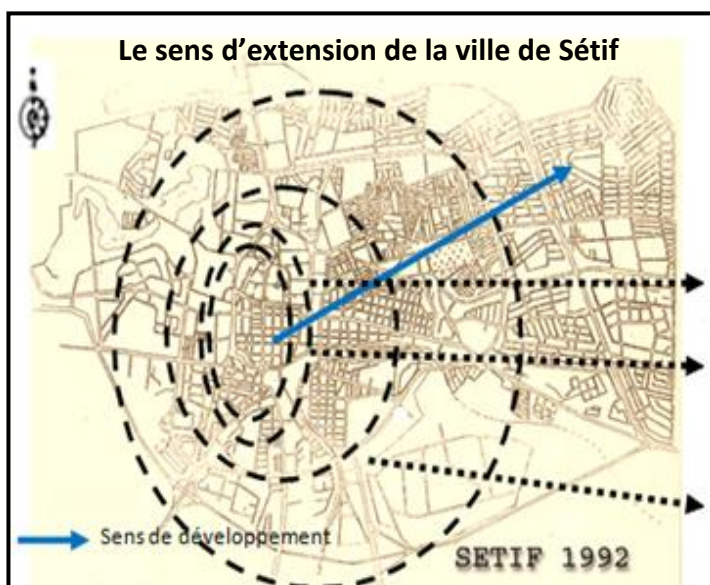 Le sens d’extension de la ville de Sétif
Sens de développement
SETIF 1992